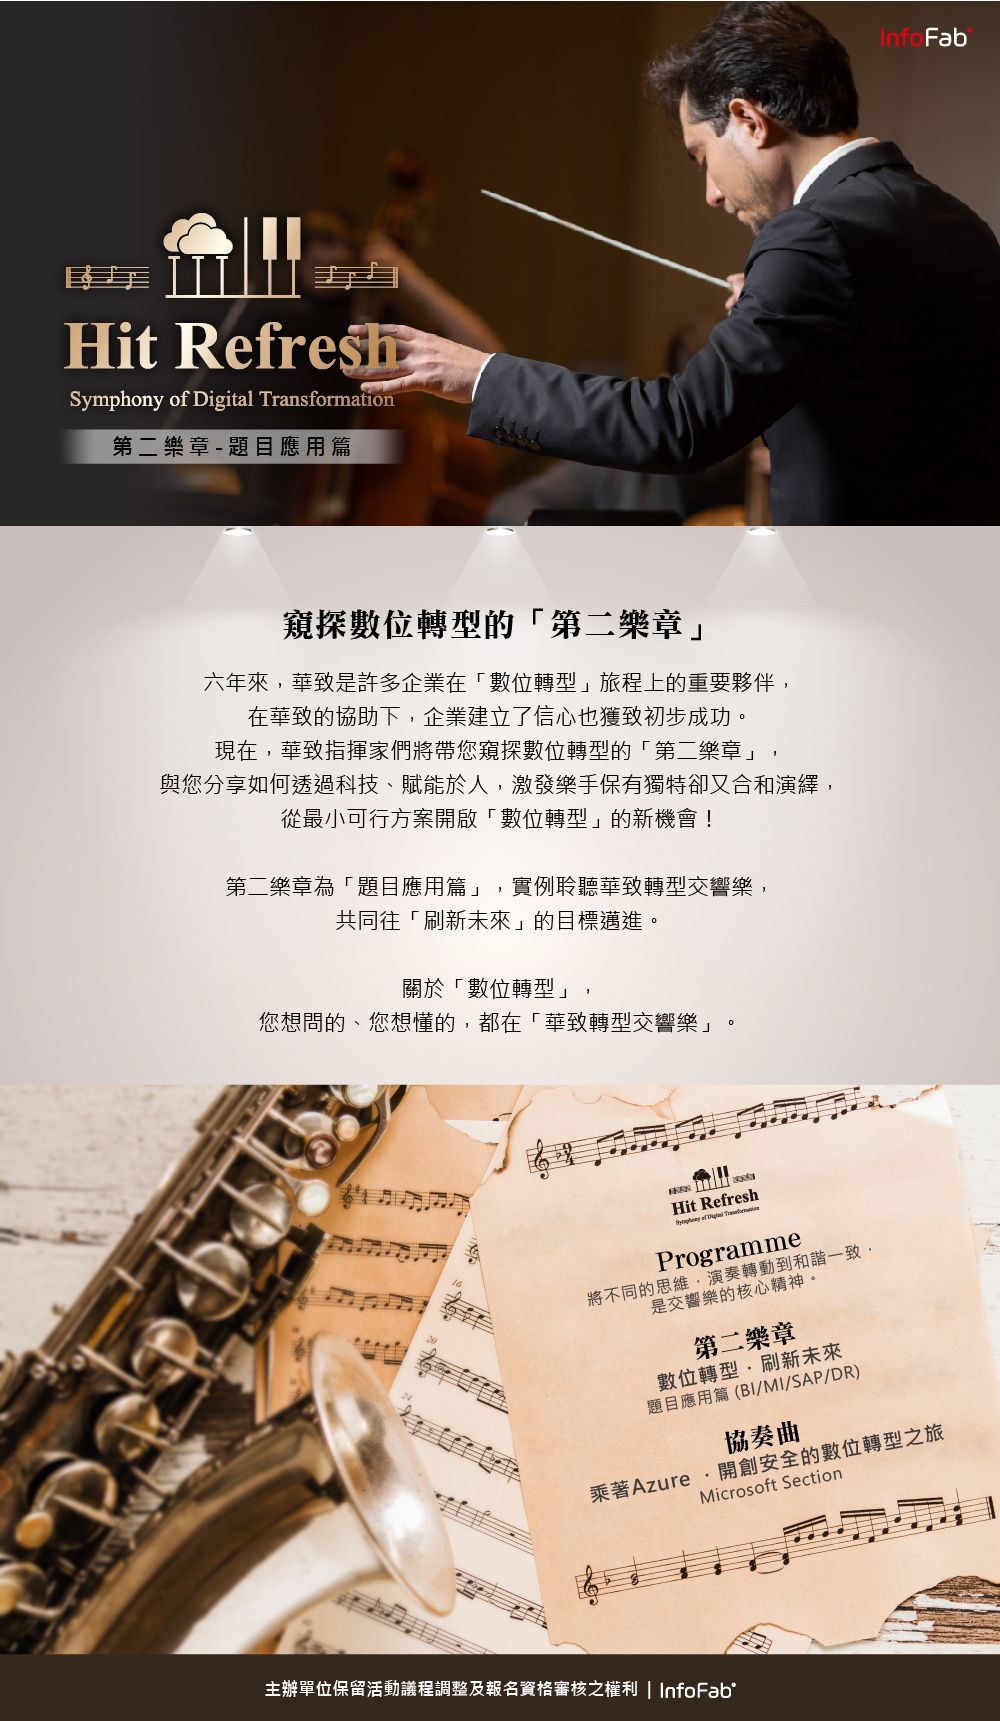 InfoFab
Hit Refresh
Symphony of Digital Transformation
第二樂章-題目應用篇
窺探數位轉型的「第二樂章」
六年來，華致是許多企業在「數位轉型」旅程上的重要夥伴，
在華致的協助下，企業建立了信心也獲致初步成功。
現在，華致指揮家們將帶您窺探數位轉型的「第二樂章」，
與您分享如何透過科技、賦能於人，激發樂手保有獨特卻又合和演繹，
從最小可行方案開啟「數位轉型」的新機會！
第二樂章為「題目應用篇」，實例聆聽華致轉型交響樂，
共同往「刷新未來」的目標邁進。
關於「數位轉型」，
您想問的、您想懂的，都在「華致轉型交響樂」。
16
20
24
Hit Refresh
Symphony of Digital Transformation
Programme
將不同的思維，演奏轉動到和諧一致，
是交響樂的核心精神。
第二樂章
數位轉型．刷新未來
題目應用篇 (BI/MI/SAP/DR)
協奏曲
乘著Azure ．開創安全的數位轉型之旅
Microsoft Section
主辦單位保留活動議程調整及報名資格審核之權利 | InfoFab